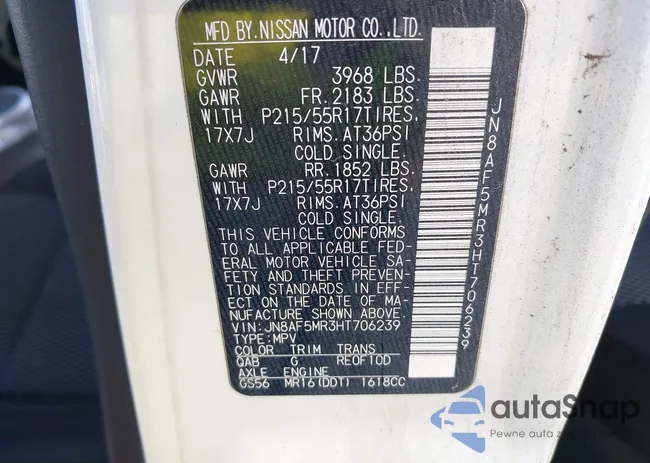 MFD BY.NISSAN MOTOR CO.,LTD.
DATE 4/17
GVWR 3968 LBS.
GAWR FR. 2183 LBS.
WITH P215/55R17TIRES,
17X7J RIMS.AT36PSI
COLD SINGLE.
GAWR RR. 1852 LBS.
WITH P215/55R17TIRES,
17X7J RIMS.AT36PSI
COLD SINGLE.
THIS VEHICLE CONFORMS
TO ALL APPLICABLE FED-
ERAL MOTOR VEHICLE SA-
FETY AND THEFT PREVEN-
TION STANDARDS IN EFF-
ECT ON THE DATE OF MA-
NUFACTURE SHOWN ABOVE.
VIN:JN8AF5MR3HT706239
TYPE:MPV
COLOR TRIM TRANS
QAB G RE0F10D
AXLE ENGINE
GS56 MR16(DDT) 1618CC
JN8AF5MR3HT706239
autaSnap
Pewne auta z